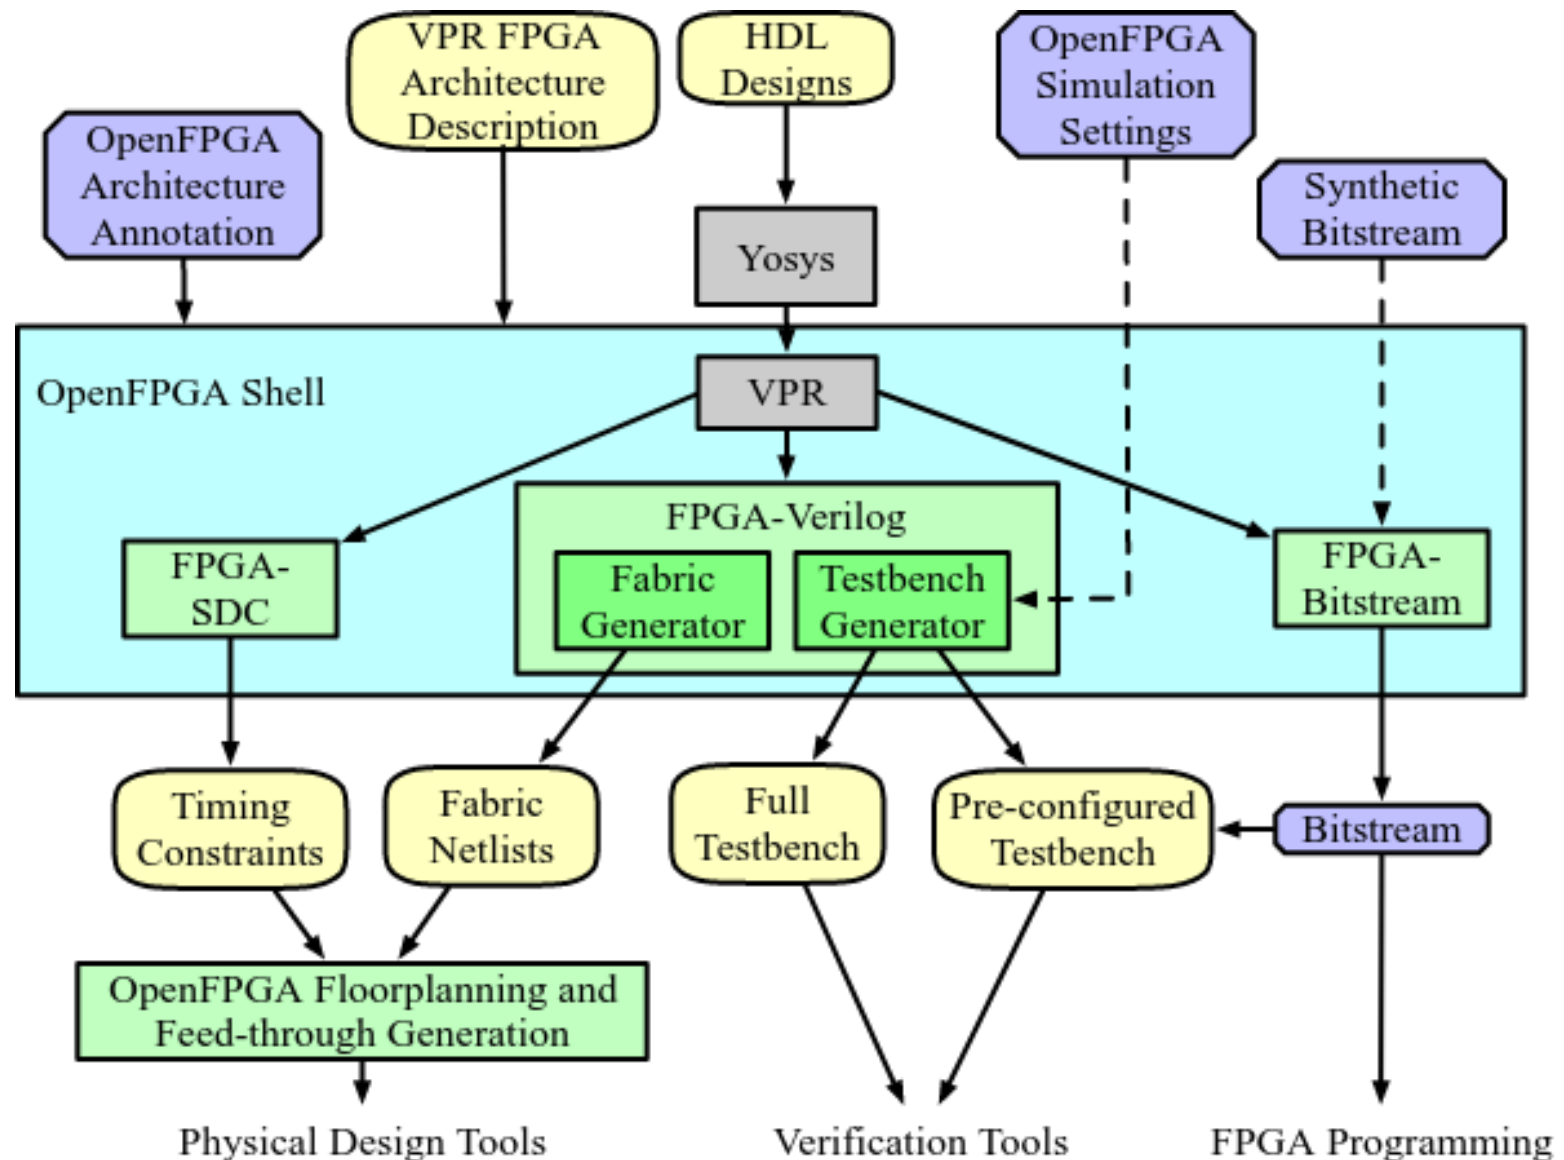 VPR FPGA
Architecture
Description
HDL
Designs
OpenFPGA
Simulation
Settings
OpenFPGA
Architecture
Annotation
Synthetic
Bitstream
Yosys
OpenFPGA Shell
VPR
FPGA-Verilog
FPGA-
SDC
Fabric
Generator
Testbench
Generator
FPGA-
Bitstream
Timing
Constraints
Fabric
Netlists
Full
Testbench
Pre-configured
Testbench
Bitstream
OpenFPGA Floorplanning and
Feed-through Generation
Physical Design Tools
Verification Tools
FPGA Programming